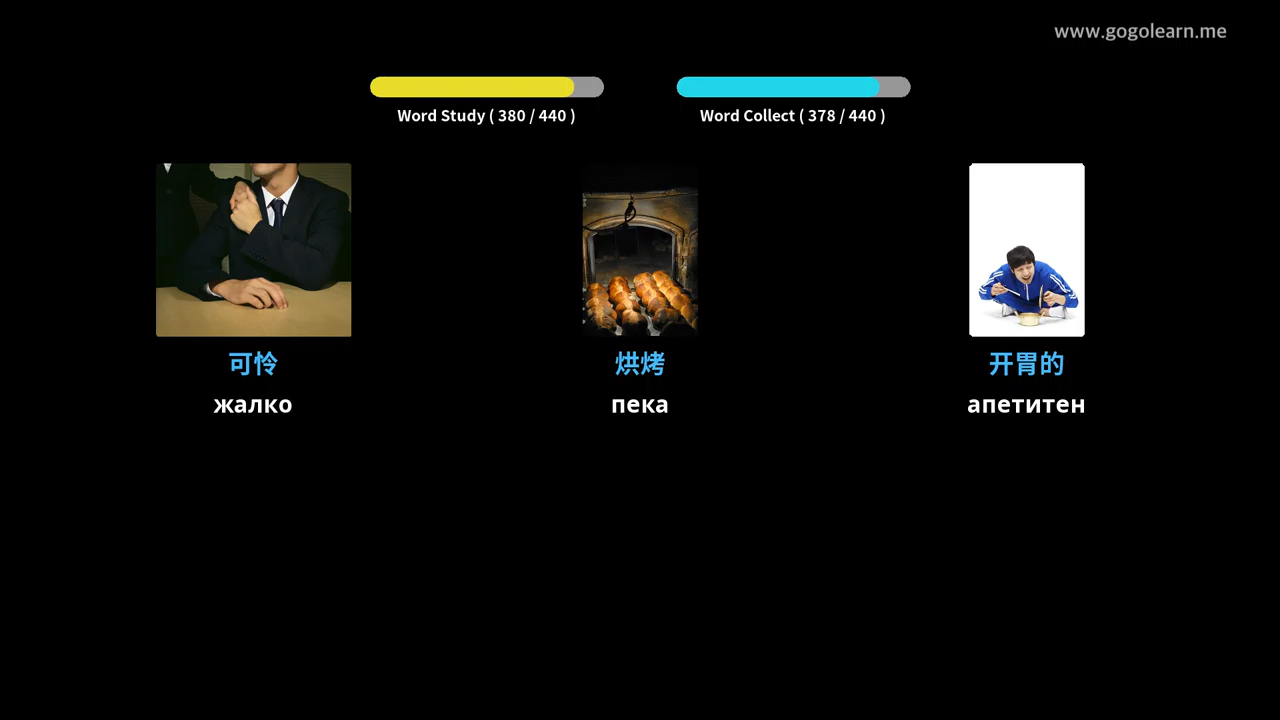 www.gogolearn.me
Word Study ( 380 / 440 )
Word Collect ( 378 / 440 )
可怜
烘烤
开胃的
жалко
пека
апетитен